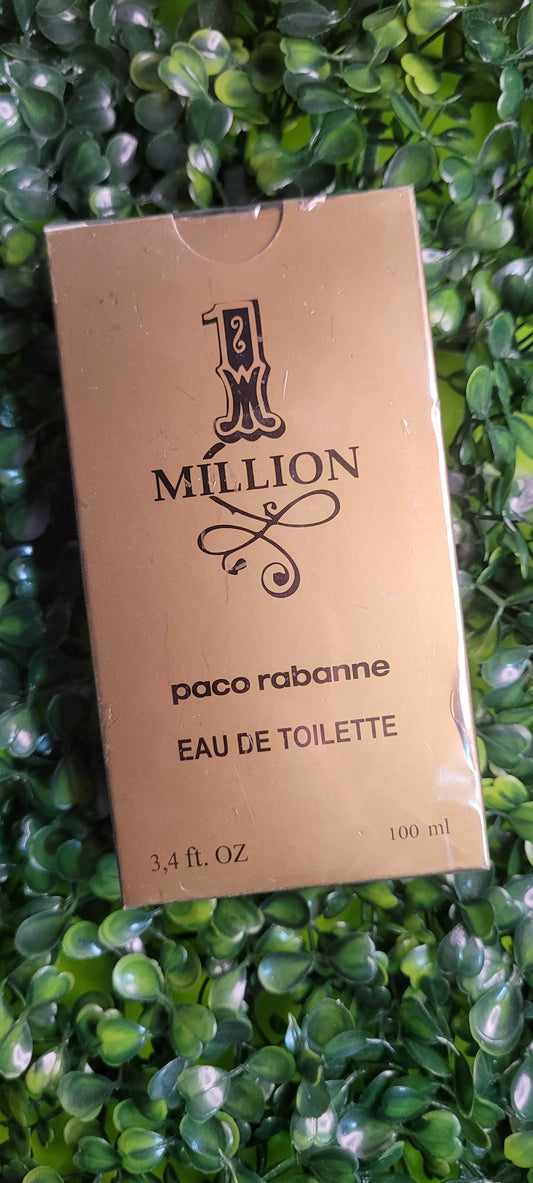 1
MILLION
paco rabanne
EAU DE TOILETTE
3,4 ft. OZ
100 ml